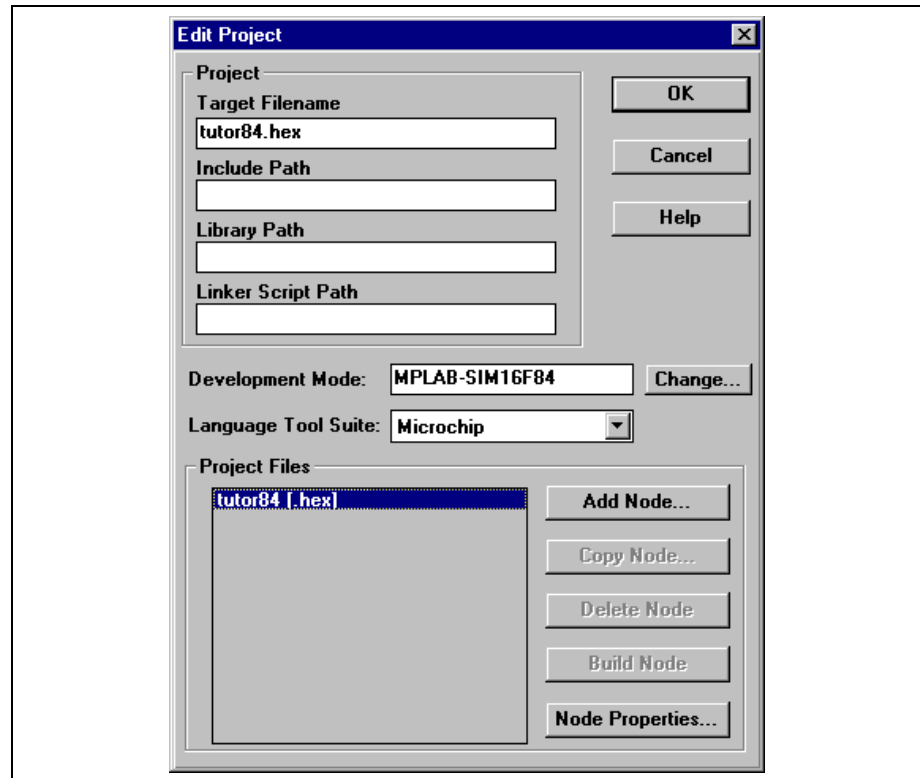 Edit Project
Project
Target Filename
tutor84.hex
Include Path
Library Path
Linker Script Path
OK
Cancel
Help
Development Mode: MPLAB-SIM16F84 Change...
Language Tool Suite: Microchip
Project Files
tutor84 [.hex]
Add Node...
Copy Node...
Delete Node
Build Node
Node Properties...